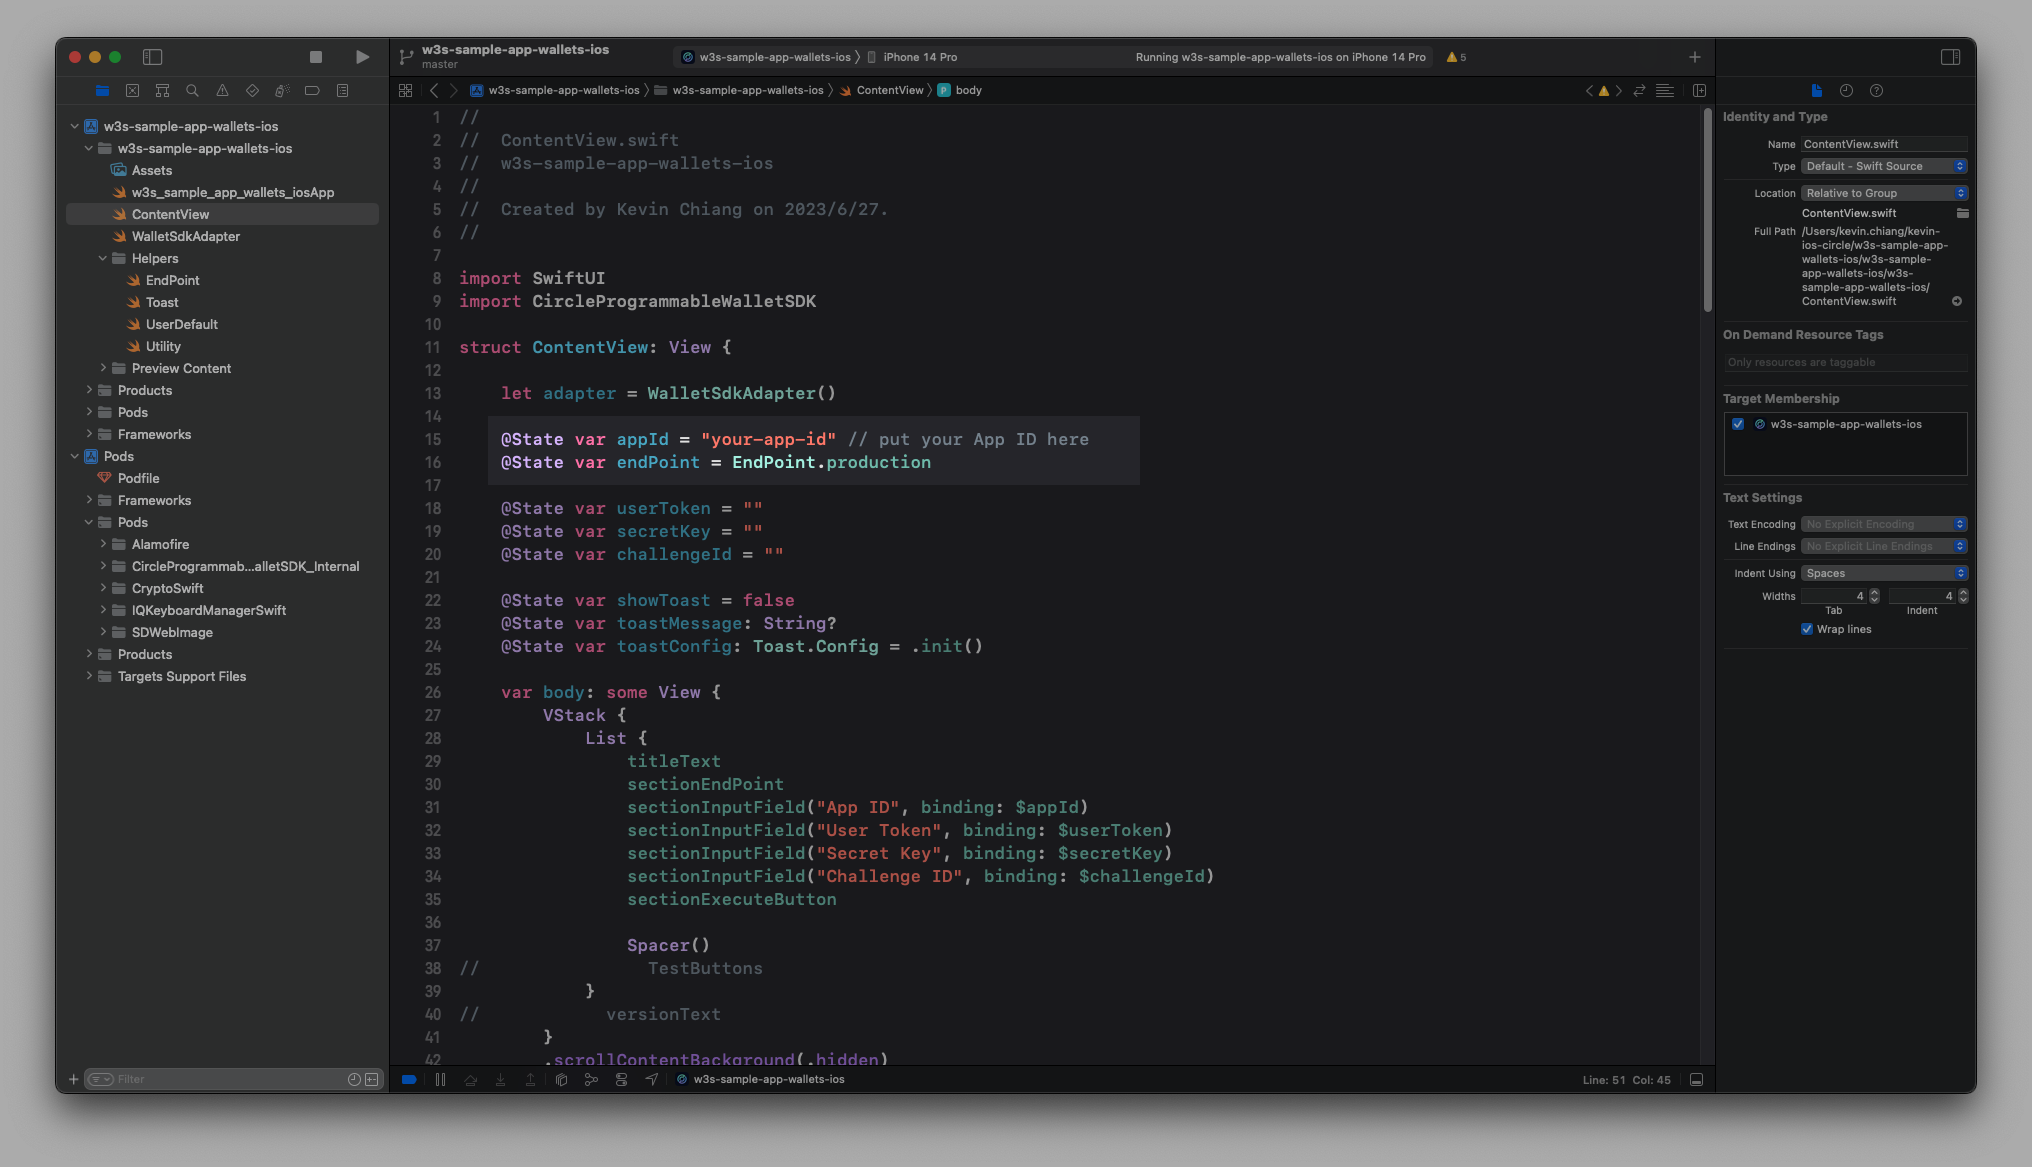 w3s-sample-app-wallets-ios
master
w3s-sample-app-wallets-ios
iPhone 14 Pro
Running w3s-sample-app-wallets-ios on iPhone 14 Pro
5
w3s-sample-app-wallets-ios
w3s-sample-app-wallets-ios
ContentView
P
body
w3s-sample-app-wallets-ios
w3s-sample-app-wallets-ios
Assets
w3s_sample_app_wallets_iosApp
ContentView
WalletSdkAdapter
Helpers
EndPoint
Toast
UserDefault
Utility
Preview Content
Products
Pods
Frameworks
Pods
Podfile
Frameworks
Pods
Alamofire
CircleProgrammab...alletSDK_Internal
CryptoSwift
IQKeyboardManagerSwift
SDWebImage
Products
Targets Support Files
Filter
1 //
2 //  ContentView.swift
3 //  w3s-sample-app-wallets-ios
4 //
5 //  Created by Kevin Chiang on 2023/6/27.
6 //
7
8 import SwiftUI
9 import CircleProgrammableWalletSDK
10
11 struct ContentView: View {
12
13     let adapter = WalletSdkAdapter()
14
15     @State var appId = "your-app-id" // put your App ID here
16     @State var endPoint = EndPoint.production
17
18     @State var userToken = ""
19     @State var secretKey = ""
20     @State var challengeId = ""
21
22     @State var showToast = false
23     @State var toastMessage: String?
24     @State var toastConfig: Toast.Config = .init()
25
26     var body: some View {
27         VStack {
28             List {
29                 titleText
30                 sectionEndPoint
31                 sectionInputField("App ID", binding: $appId)
32                 sectionInputField("User Token", binding: $userToken)
33                 sectionInputField("Secret Key", binding: $secretKey)
34                 sectionInputField("Challenge ID", binding: $challengeId)
35                 sectionExecuteButton
36
37                 Spacer()
38 //                TestButtons
39             }
40 //            versionText
41         }
42         .scrollContentBackground(.hidden)
w3s-sample-app-wallets-ios
Line: 51 Col: 45
Identity and Type
Name ContentView.swift
Type Default - Swift Source
Location Relative to Group
ContentView.swift
Full Path /Users/kevin.chiang/kevin-
ios-circle/w3s-sample-app-
wallets-ios/w3s-sample-
app-wallets-ios/w3s-
sample-app-wallets-ios/
ContentView.swift
On Demand Resource Tags
Only resources are taggable
Target Membership
w3s-sample-app-wallets-ios
Text Settings
Text Encoding No Explicit Encoding
Line Endings No Explicit Line Endings
Indent Using Spaces
Widths 4 4
Tab Indent
Wrap lines